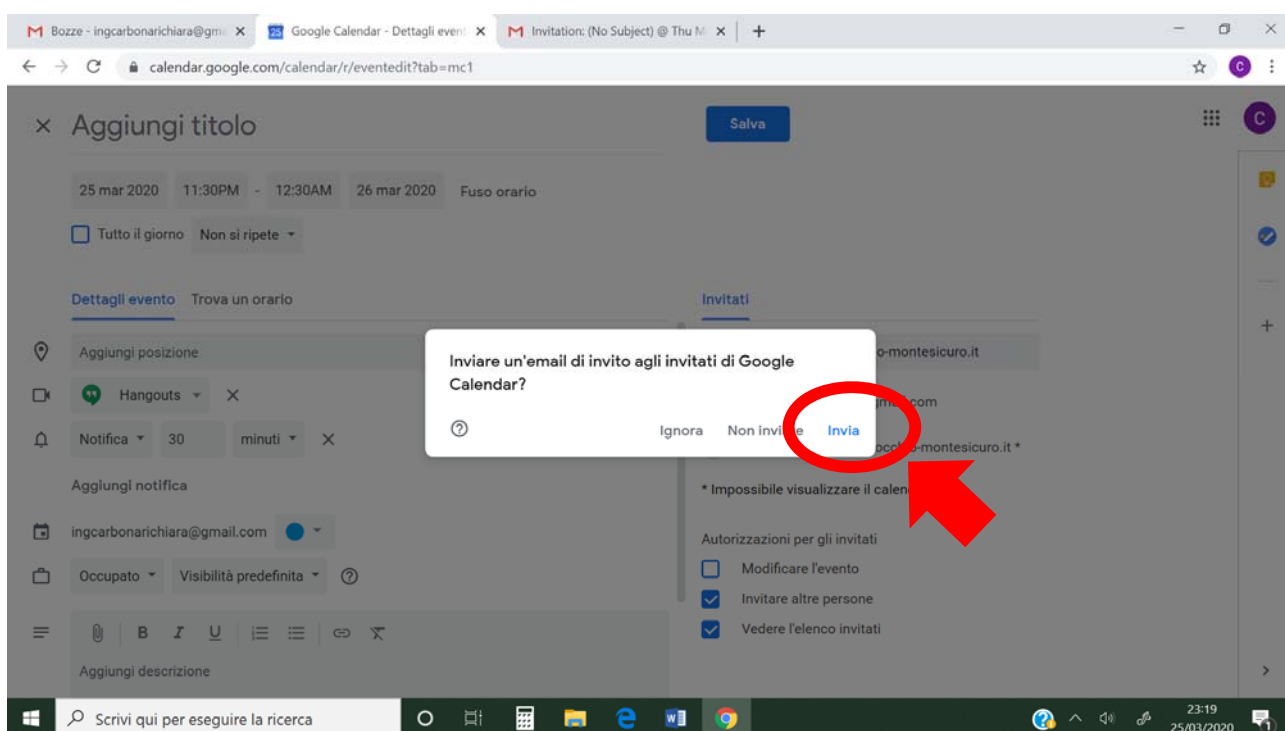 Bozze - ingcarbonarichiara@gm
Google Calendar - Dettagli event
Invitation: (No Subject) @ Thu M
calendar.google.com/calendar/r/eventedit?tab=mc1
C
Aggiungi titolo
Salva
C
25 mar 2020 11:30PM - 12:30AM 26 mar 2020 Fuso orario
Tutto il giorno Non si ripete
Dettagli evento Trova un orario
Invitati
Aggiungi posizione
o-montesicuro.it
Inviare un'email di invito agli invitati di Google
Calendar?
Hangouts
gmail.com
Ignora Non invi Invia
Notifica 30 minuti
occhio-montesicuro.it *
Aggiungi notifica
* Impossibile visualizzare il calen
ingcarbonarichiara@gmail.com
Autorizzazioni per gli invitati
Modificare l'evento
Occupato Visibilità predefinita
Invitare altre persone
Vedere l'elenco invitati
B I U
Aggiungi descrizione
Scrivi qui per eseguire la ricerca
23:19
25/03/2020